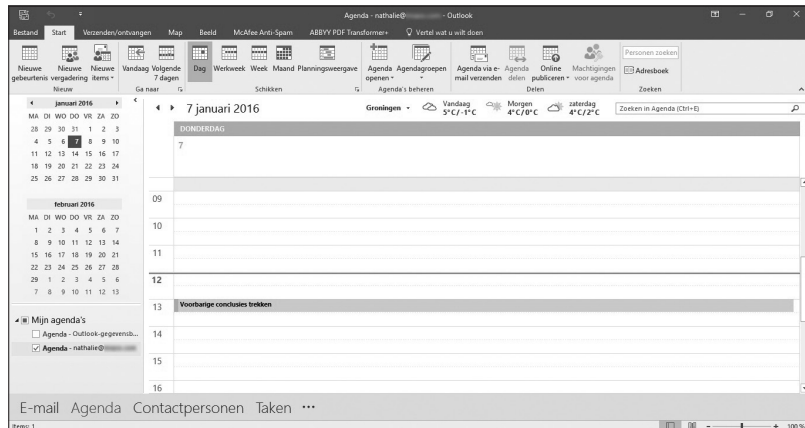 Agenda - nathalie@ - Outlook
Bestand Start Verzenden/ontvangen Map Beeld McAfee Anti-Spam ABBYY PDF Transformer+ Vertel wat u wilt doen
Nieuwe gebeurtenis Nieuwe vergadering Nieuwe items Vandaag Volgende 7 dagen Dag Werkweek Week Maand Planningsweergave Agenda openen Agendagroepen Agenda via e-mail verzenden Agenda delen Online publiceren Machtigingen voor agenda Personen zoeken
Adresboek
Nieuw Ga naar Schikken Agenda's beheren Delen Zoeken
januari 2016
MA DI WO DO VR ZA ZO
28 29 30 31 1 2 3
4 5 6 7 8 9 10
11 12 13 14 15 16 17
18 19 20 21 22 23 24
25 26 27 28 29 30 31
februari 2016
MA DI WO DO VR ZA ZO
1 2 3 4 5 6 7
8 9 10 11 12 13 14
15 16 17 18 19 20 21
22 23 24 25 26 27 28
29 1 2 3 4 5 6
7 8 9 10 11 12 13
Mijn agenda's
Agenda - Outlook-gegevensb...
Agenda - nathalie@
7 januari 2016
Groningen
Vandaag
5°C/-1°C
Morgen
4°C/0°C
zaterdag
4°C/2°C
Zoeken in Agenda (Ctrl+E)
DONDERDAG
7
09
10
11
12
13 Voorbarige conclusies trekken
14
15
16
E-mail Agenda Contactpersonen Taken ...
Items: 1 100%